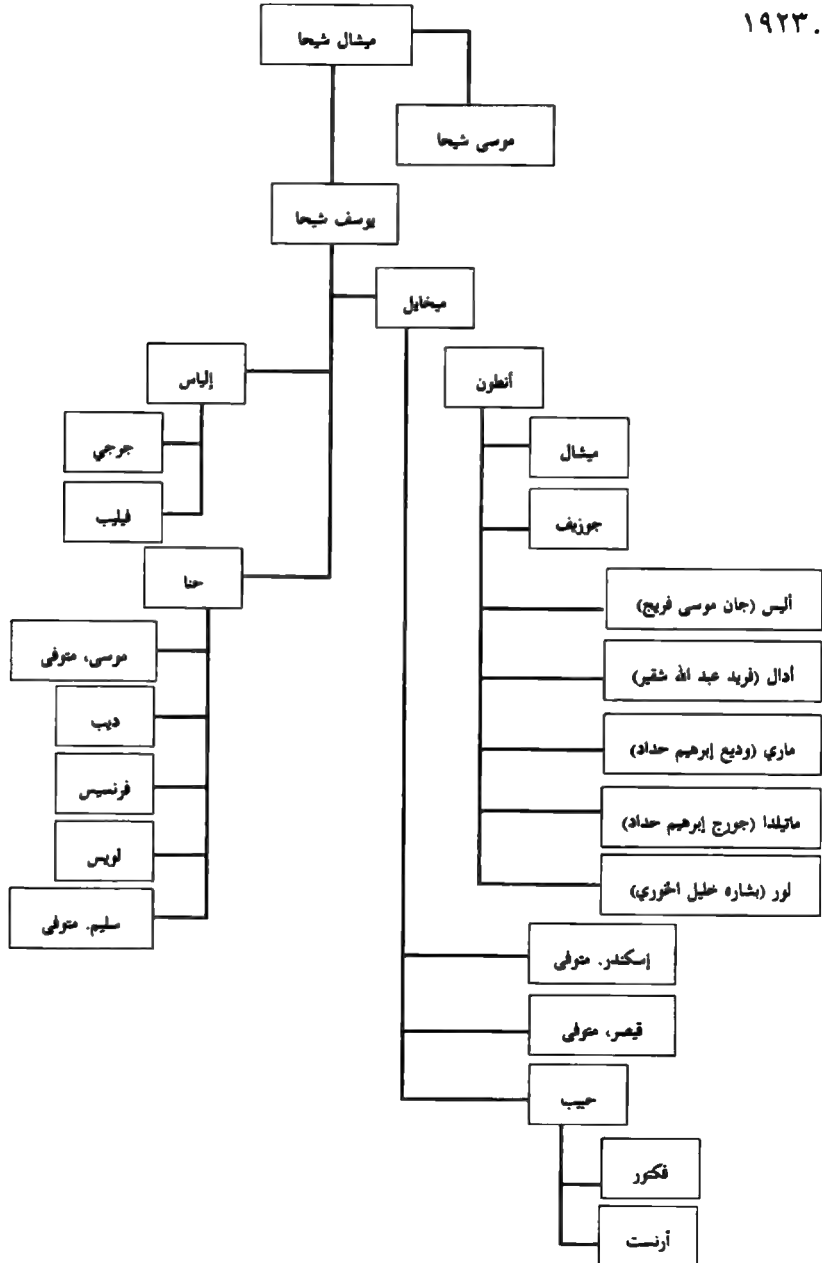 ١٩٢٣.
ميشال شيحا
موسى شيحا
يوسف شيحا
ميخايل
أنطون
ميشال
جوزيف
أليس (جان موسى فريج)
أدال (فريد عبد الله شقير)
ماري (وديع إبرهيم حداد)
ماتيلدا (جورج إبرهيم حداد)
لور (بشاره خليل الخوري)
إسكندر. متوفى
قيصر، متوفى
حبيب
فكتور
أرنست
إلياس
جوجي
فيليب
حنا
موسى، متوفى
ديب
فرنسيس
لويس
سليم. متوفى